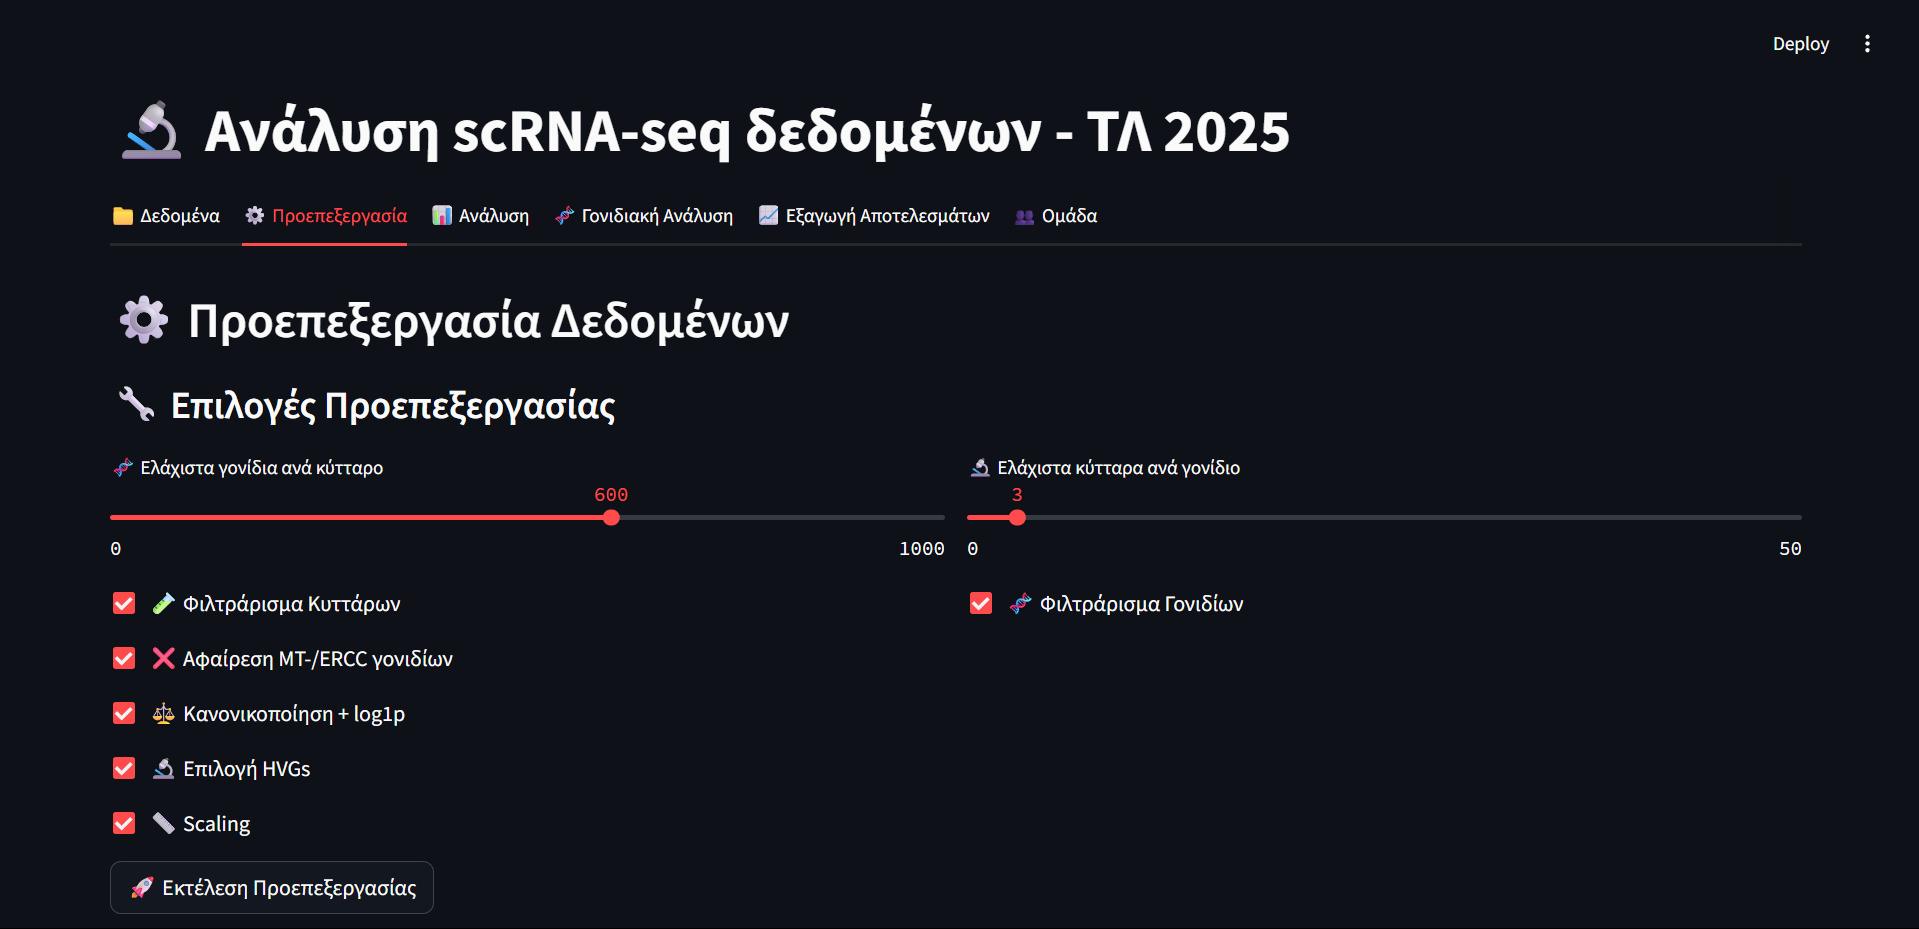 Deploy
Ανάλυση scRNA-seq δεδομένων - ΤΛ 2025
Δεδομένα Προεπεξεργασία Ανάλυση Γονιδιακή Ανάλυση Εξαγωγή Αποτελεσμάτων Ομάδα
Προεπεξεργασία Δεδομένων
Επιλογές Προεπεξεργασίας
Ελάχιστα γονίδια ανά κύτταρο
600
0 1000
Ελάχιστα κύτταρα ανά γονίδιο
3
0 50
Φιλτράρισμα Κυττάρων
Φιλτράρισμα Γονιδίων
Αφαίρεση MT-/ERCC γονιδίων
Κανονικοποίηση + log1p
Επιλογή HVGs
Scaling
Εκτέλεση Προεπεξεργασίας